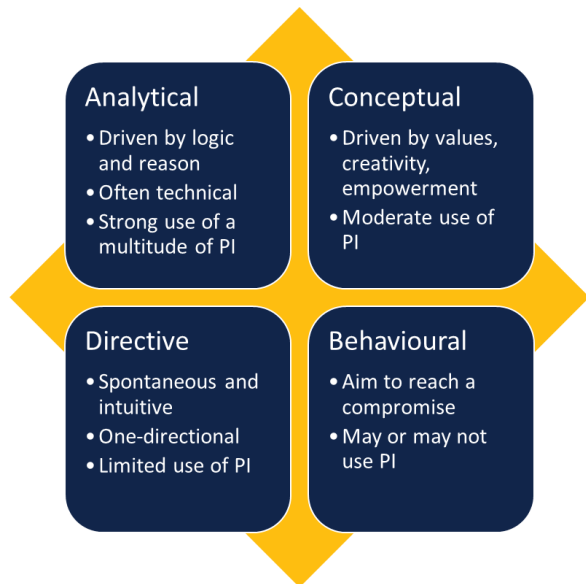 Analytical
• Driven by logic
and reason
• Often technical
• Strong use of a
multitude of PI
Conceptual
• Driven by values,
creativity,
empowerment
• Moderate use of
PI
Directive
• Spontaneous and
intuitive
• One-directional
• Limited use of PI
Behavioural
• Aim to reach a
compromise
• May or may not
use PI